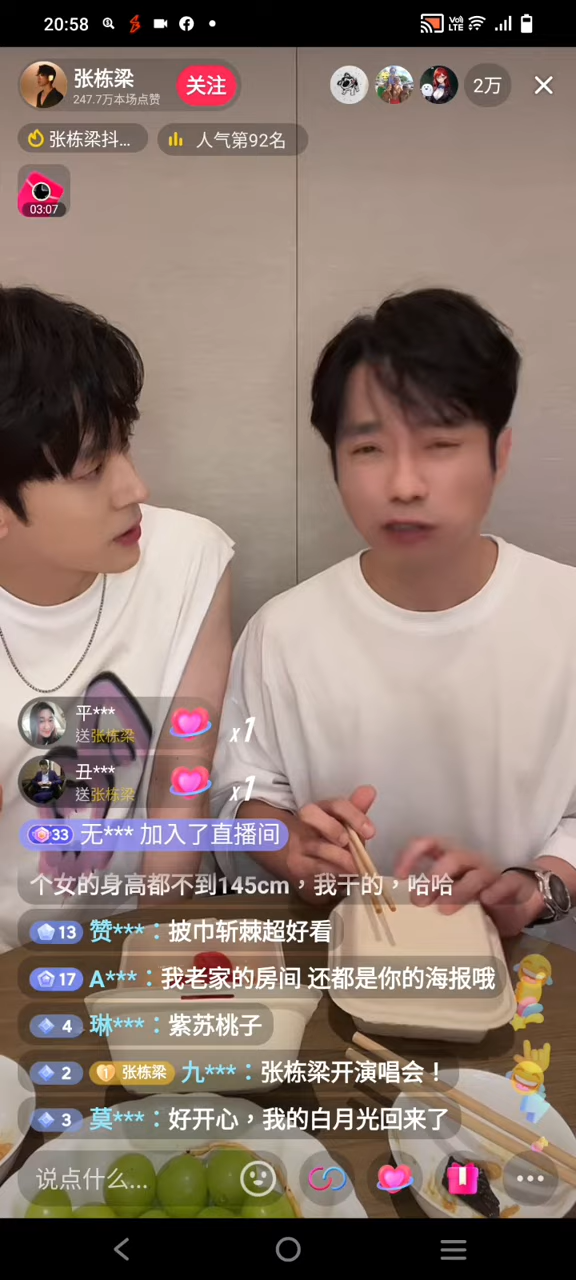 20:58
VoLTE
张栋梁
247.7万本场点赞
关注
2万
张栋梁抖...
人气第92名
03:07
平***
送张栋梁
x1
丑***
送张栋梁
x1
33 无*** 加入了直播间
个女的身高都不到145cm，我干的，哈哈
13 赞***：披巾斩棘超好看
17 A***：我老家的房间 还都是你的海报哦
4 琳***：紫苏桃子
2 1 张栋梁 九***：张栋梁开演唱会！
3 莫***：好开心，我的白月光回来了
说点什么...